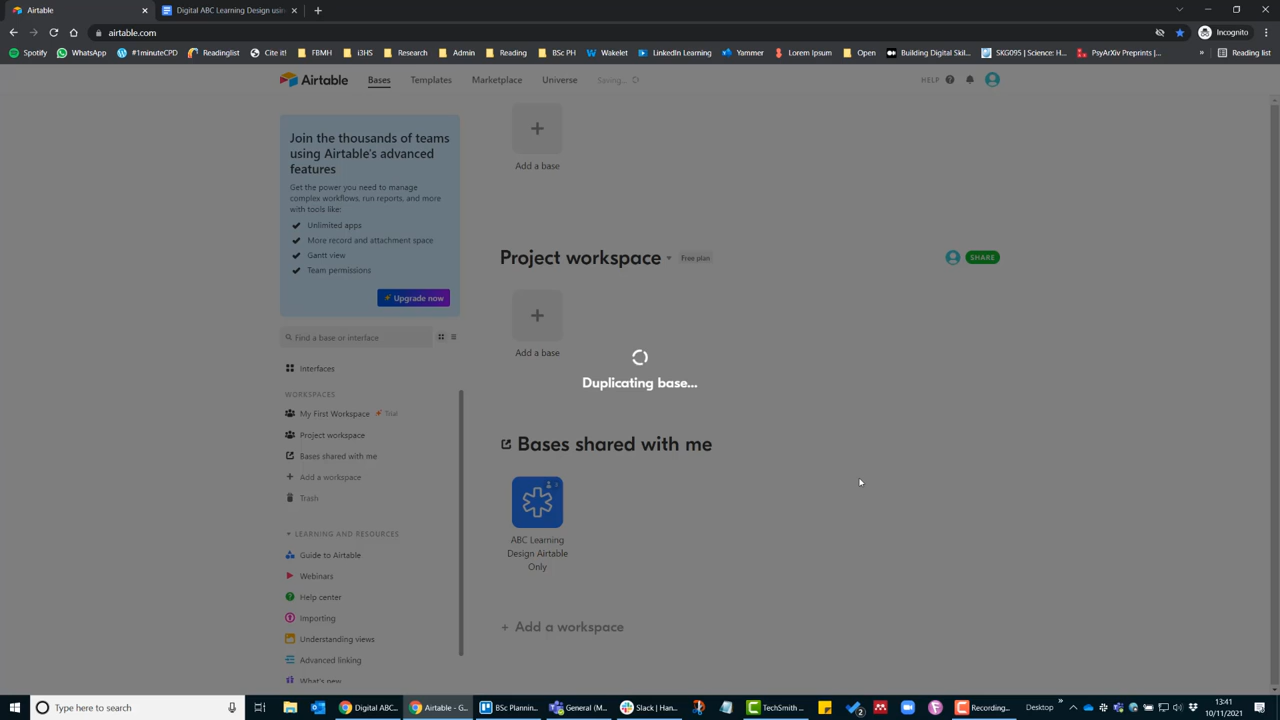 Airtable
Digital ABC Learning Design usin
airtable.com
Incognito
Spotify
WhatsApp
#1minuteCPD
Readinglist
Cite it!
FBMH
i3HS
Research
Admin
Reading
BSc PH
Wakelet
LinkedIn Learning
Yammer
Lorem Ipsum
Open
Building Digital Skil...
SKG095 | Science: H...
PsyArXiv Preprints |...
Reading list
Airtable
Bases
Templates
Marketplace
Universe
Saving...
HELP
Join the thousands of teams
using Airtable's advanced
features
Get the power you need to manage
complex workflows, run reports, and more
with tools like:
Unlimited apps
More record and attachment space
Gantt view
Team permissions
Upgrade now
Find a base or interface
Interfaces
WORKSPACES
My First Workspace Trial
Project workspace
Bases shared with me
Add a workspace
Trash
LEARNING AND RESOURCES
Guide to Airtable
Webinars
Help center
Importing
Understanding views
Advanced linking
What's new
Add a base
Project workspace
Free plan
SHARE
Add a base
Duplicating base...
Bases shared with me
ABC Learning
Design Airtable
Only
+ Add a workspace
Type here to search
Digital ABC...
Airtable - G...
BSc Plannin...
General (M...
Slack | Han...
TechSmith ...
Recording...
Desktop
13:41
10/11/2021